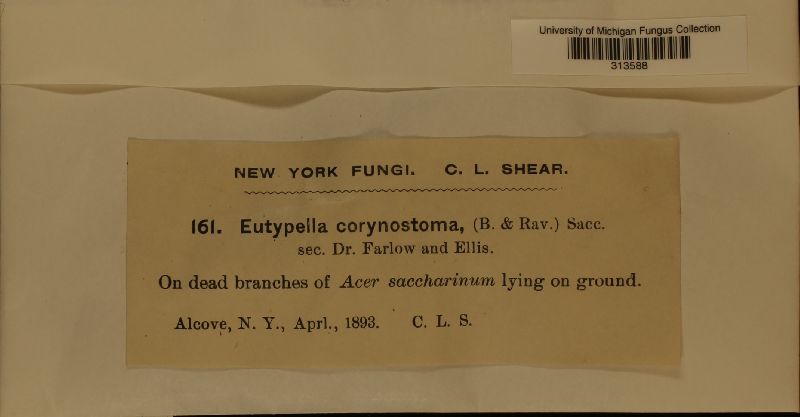 University of Michigan Fungus Collection
313588
NEW YORK FUNGI. C. L. SHEAR.
161. Eutypella corynostoma, (B. & Rav.) Sacc.
sec. Dr. Farlow and Ellis.
On dead branches of Acer saccharinum lying on ground.
Alcove, N. Y., Aprl., 1893. C. L. S.